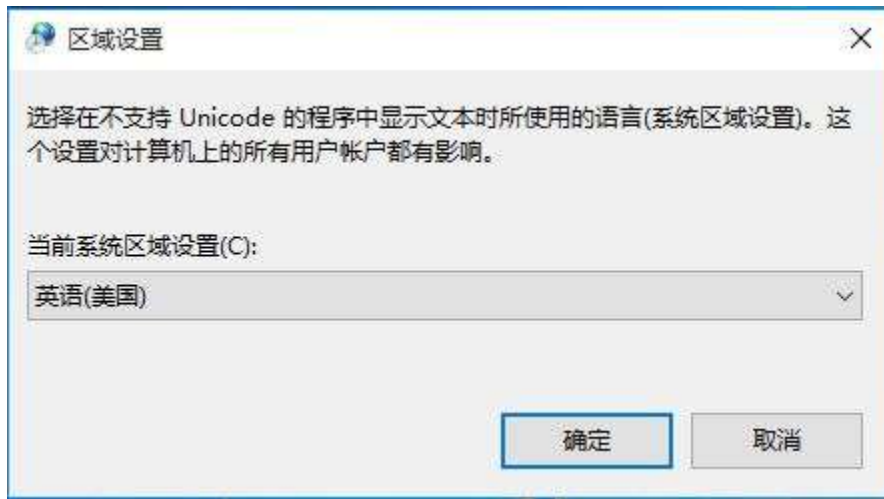 区域设置
选择在不支持 Unicode 的程序中显示文本时所使用的语言(系统区域设置)。这
个设置对计算机上的所有用户帐户都有影响。
当前系统区域设置(C):
英语(美国)
确定
取消